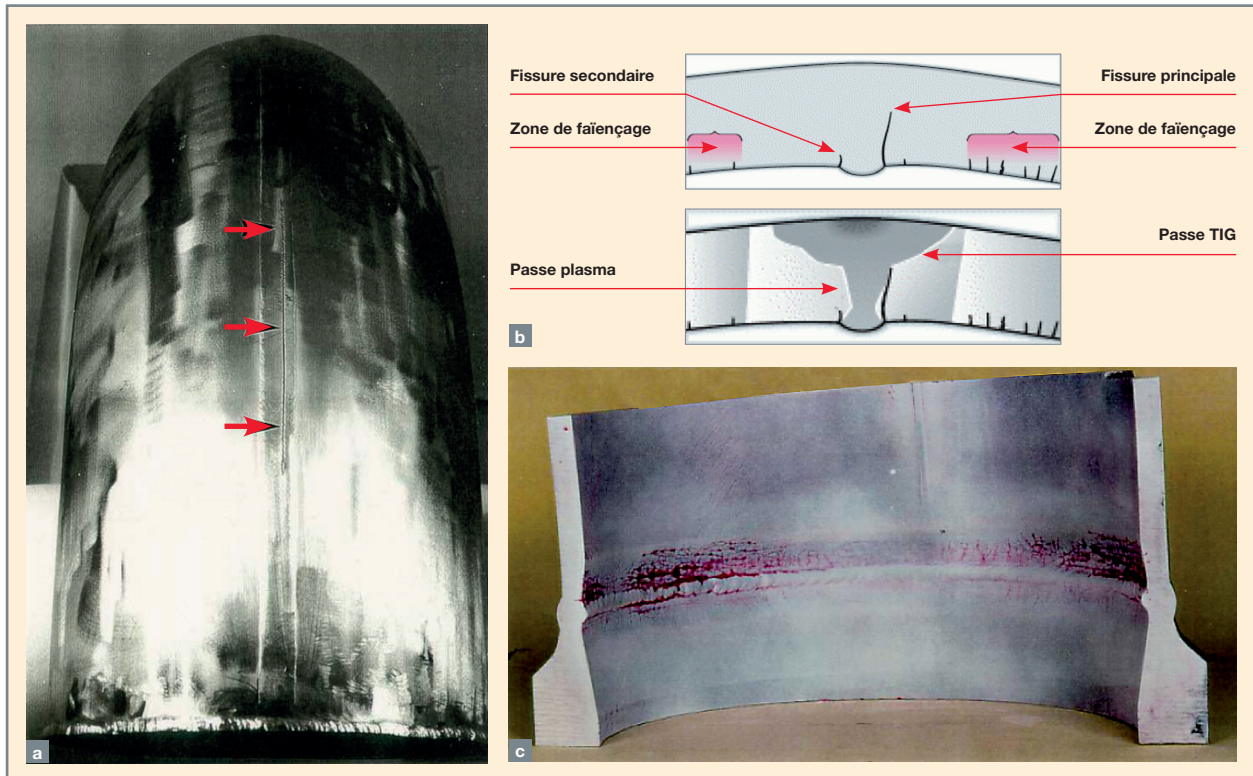 a
Fissure secondaire
Fissure principale
Zone de faïençage
Zone de faïençage
Passe TIG
Passe plasma
b
c